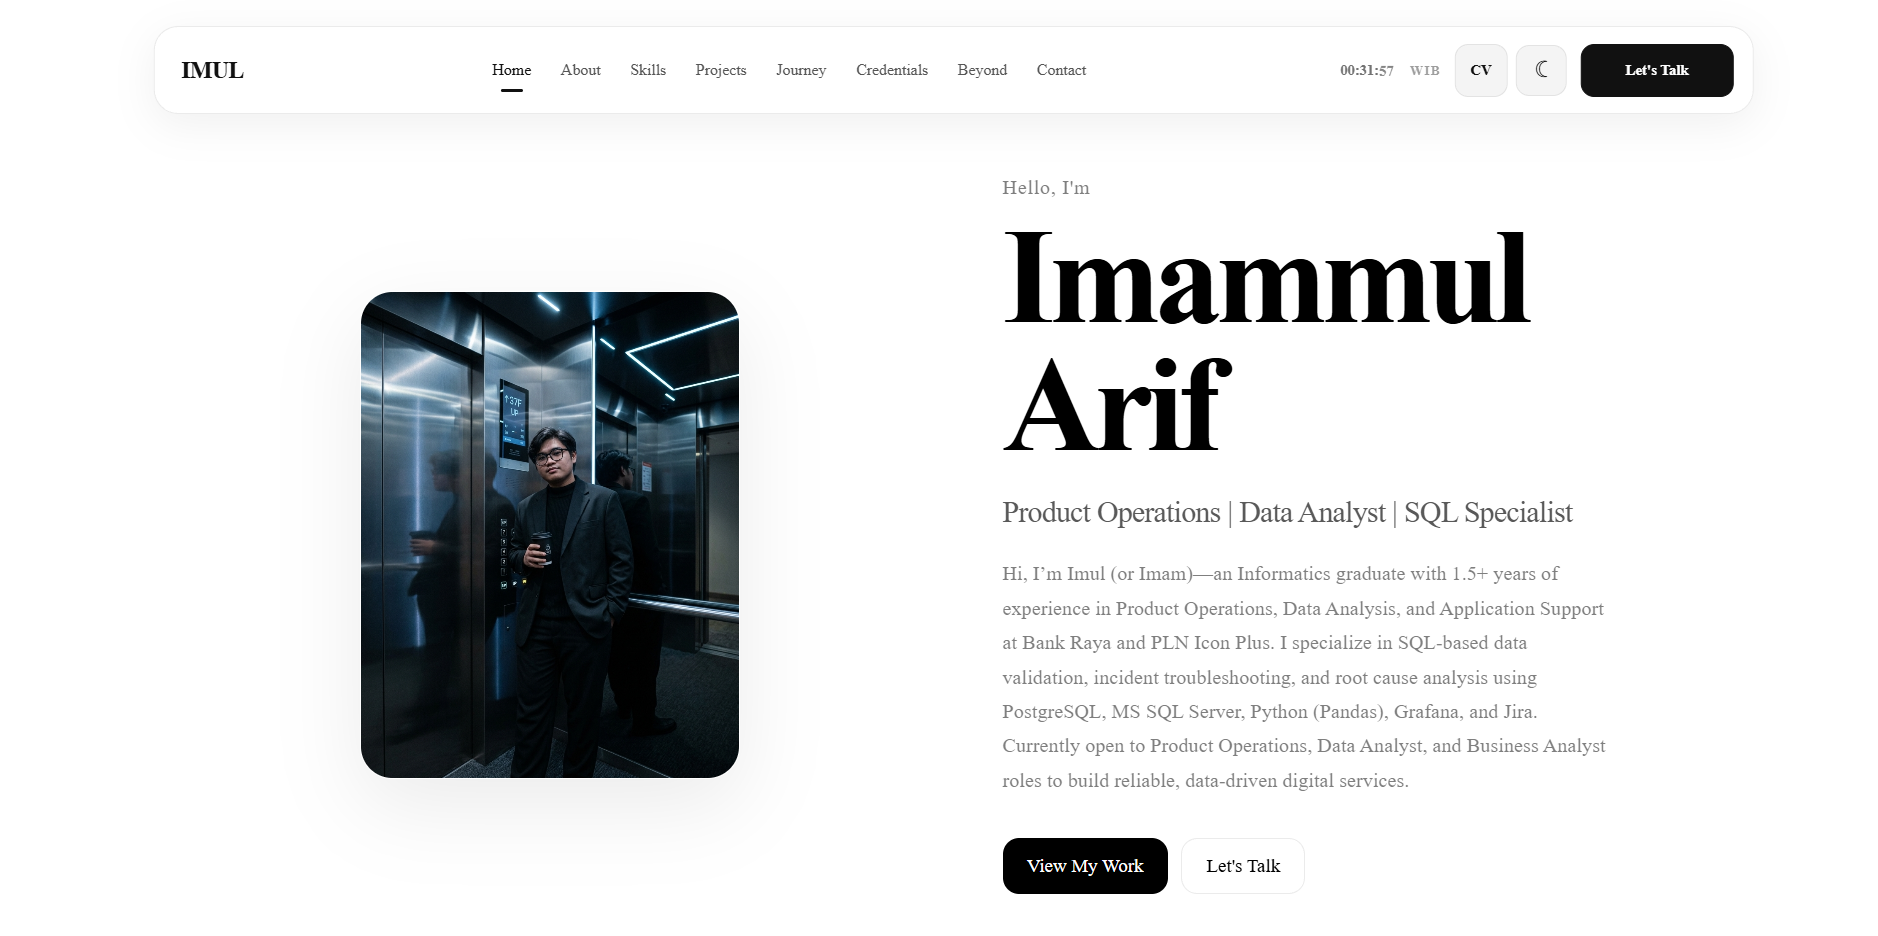 IMUL
Home
About
Skills
Projects
Journey
Credentials
Beyond
Contact
00:31:57 WIB
CV
Let's Talk
Hello, I'm
Imammul
Arif
Product Operations | Data Analyst | SQL Specialist
Hi, I’m Imul (or Imam)—an Informatics graduate with 1.5+ years of
experience in Product Operations, Data Analysis, and Application Support
at Bank Raya and PLN Icon Plus. I specialize in SQL-based data
validation, incident troubleshooting, and root cause analysis using
PostgreSQL, MS SQL Server, Python (Pandas), Grafana, and Jira.
Currently open to Product Operations, Data Analyst, and Business Analyst
roles to build reliable, data-driven digital services.
View My Work
Let's Talk
↑37F
UP